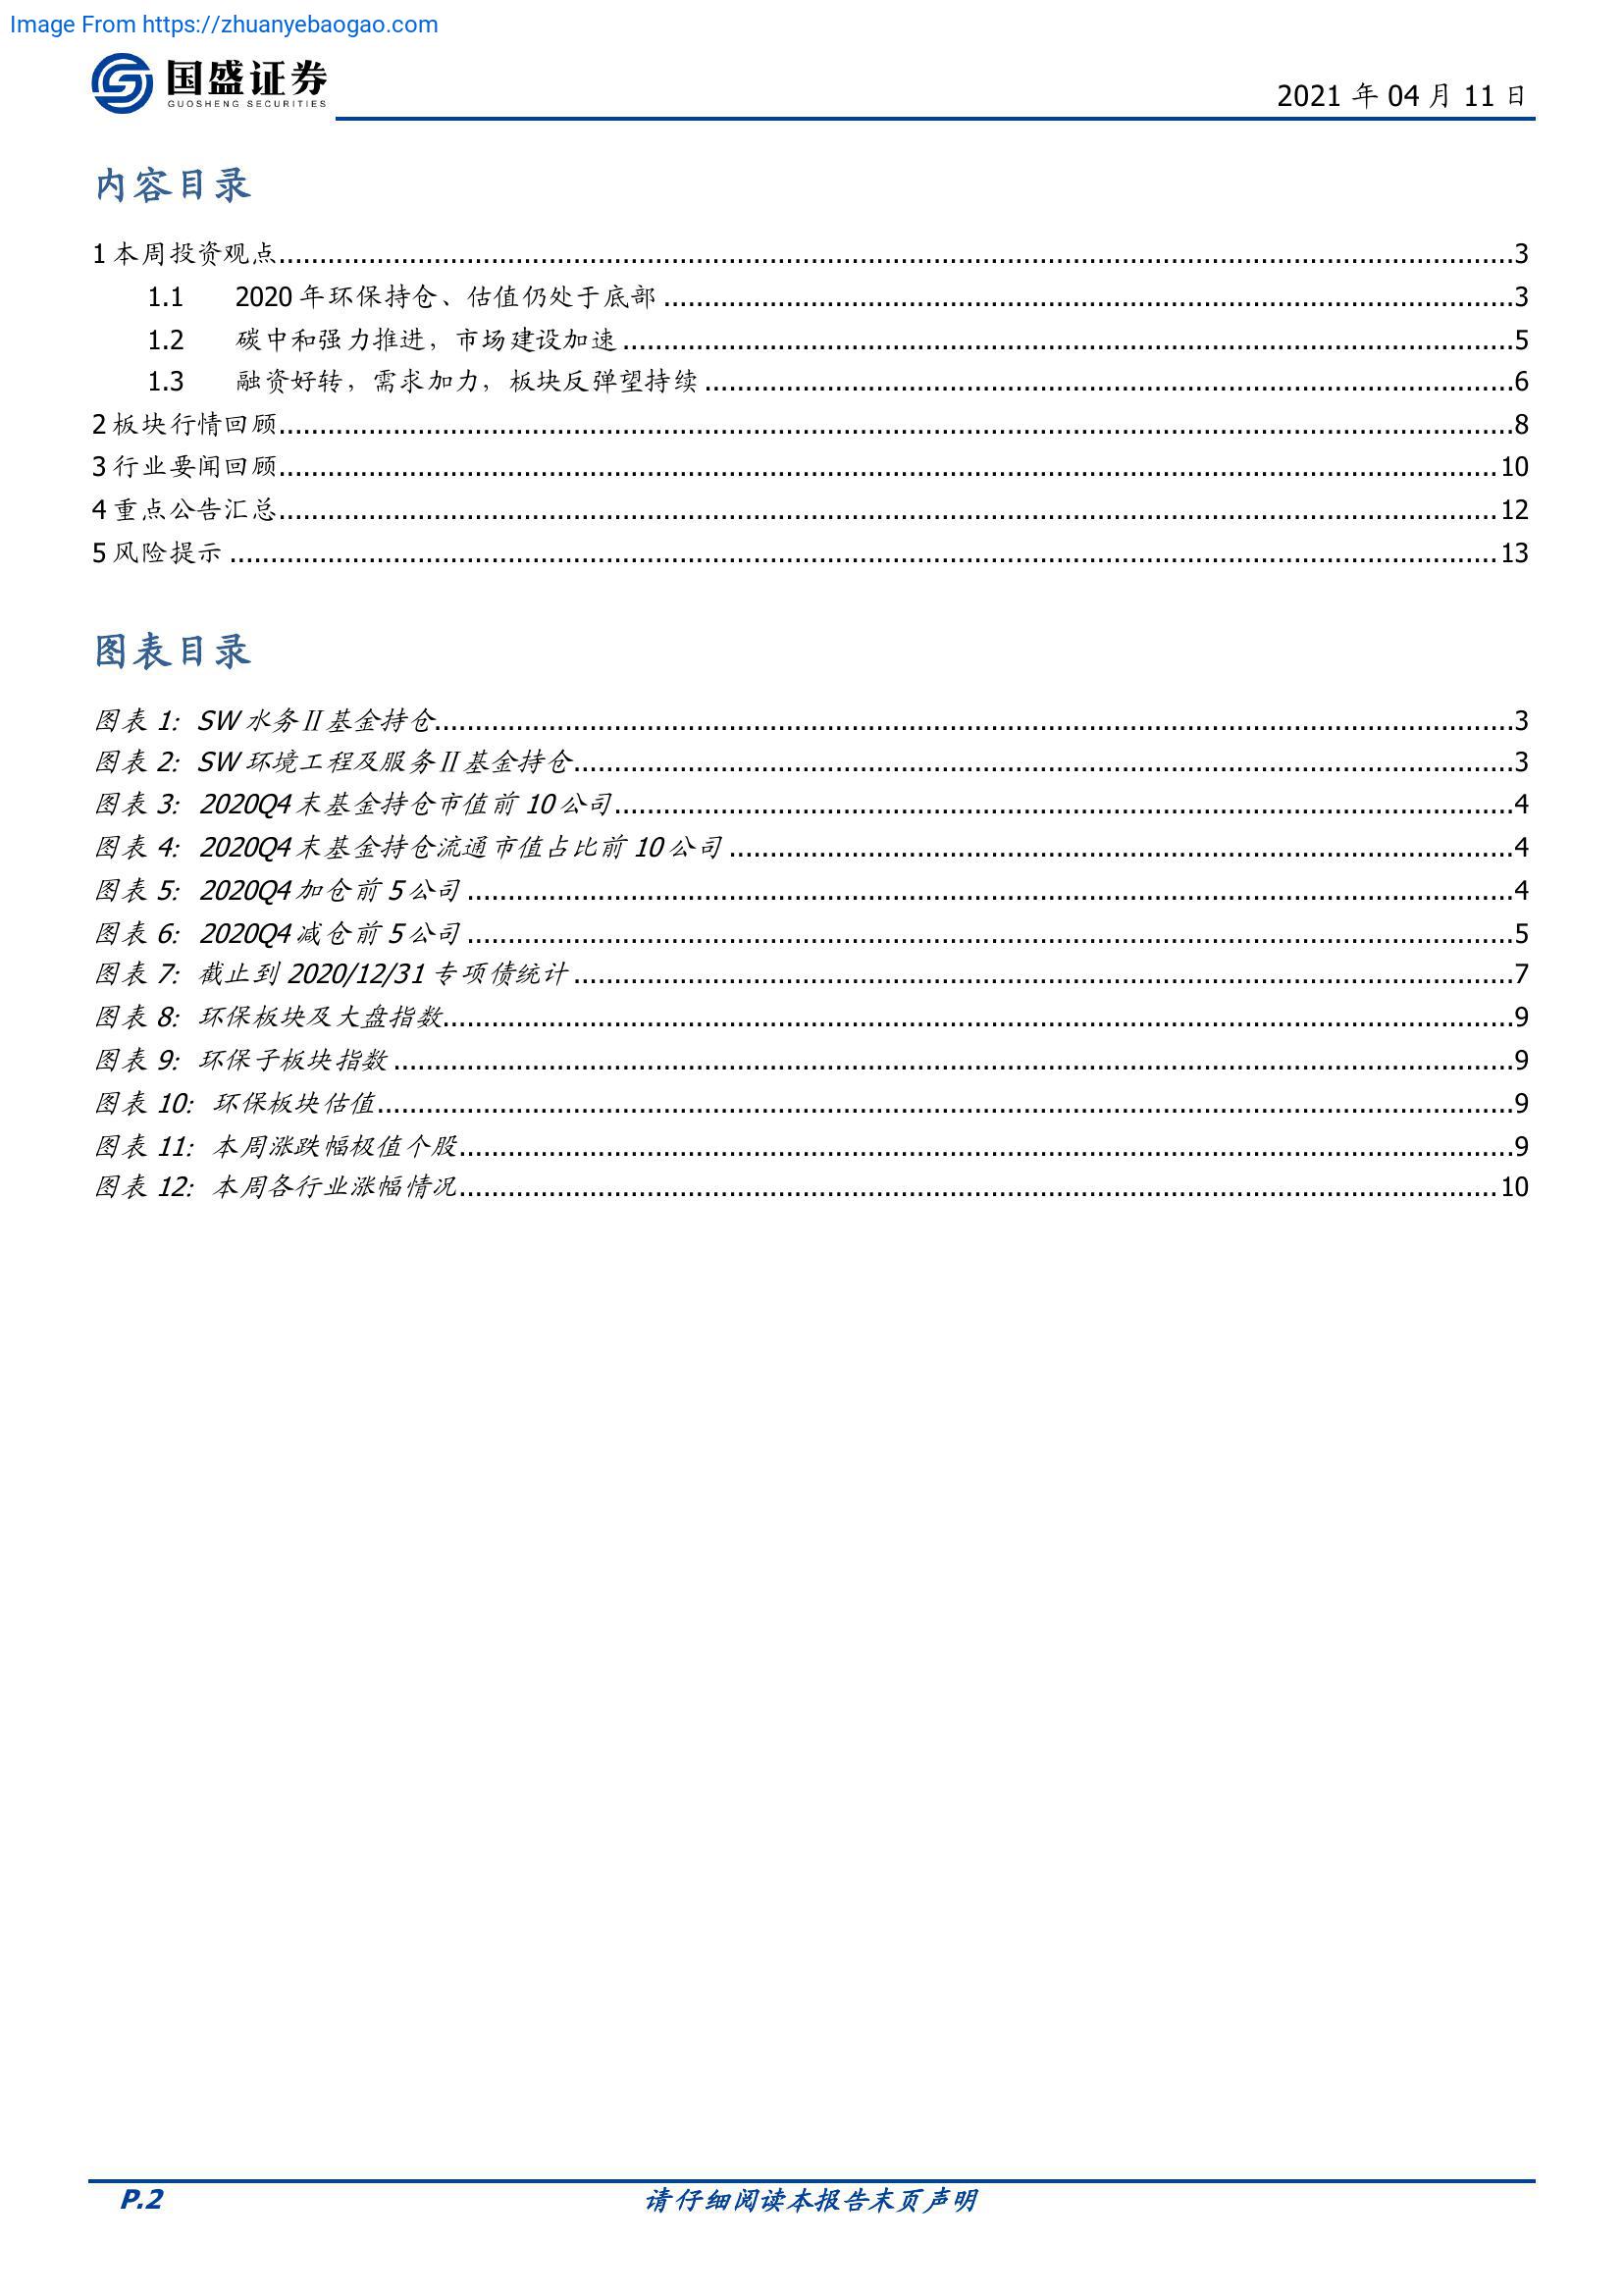 Image From https://zhuanyebaogao.com
国盛证券
GUOSHENG SECURITIES
2021 年 04 月 11 日
内容目录
1 本周投资观点................................................................3
1.1 2020 年环保持仓、估值仍处于底部 ................................................................3
1.2 碳中和强力推进，市场建设加速 ................................................................5
1.3 融资好转，需求加力，板块反弹望持续 ................................................................6
2 板块行情回顾................................................................8
3 行业要闻回顾................................................................10
4 重点公告汇总................................................................12
5 风险提示 ................................................................13
图表目录
图表 1: SW 水务Ⅱ基金持仓................................................................3
图表 2: SW 环境工程及服务Ⅱ基金持仓................................................................3
图表 3: 2020Q4 末基金持仓市值前 10 公司................................................................4
图表 4: 2020Q4 末基金持仓流通市值占比前 10 公司 ................................................................4
图表 5: 2020Q4 加仓前 5 公司 ................................................................4
图表 6: 2020Q4 减仓前 5 公司 ................................................................5
图表 7: 截止到 2020/12/31 专项债统计 ................................................................7
图表 8: 环保板块及大盘指数................................................................9
图表 9: 环保子板块指数 ................................................................9
图表 10: 环保板块估值................................................................9
图表 11: 本周涨跌幅极值个股................................................................9
图表 12: 本周各行业涨幅情况................................................................10
P.2
请仔细阅读本报告末页声明